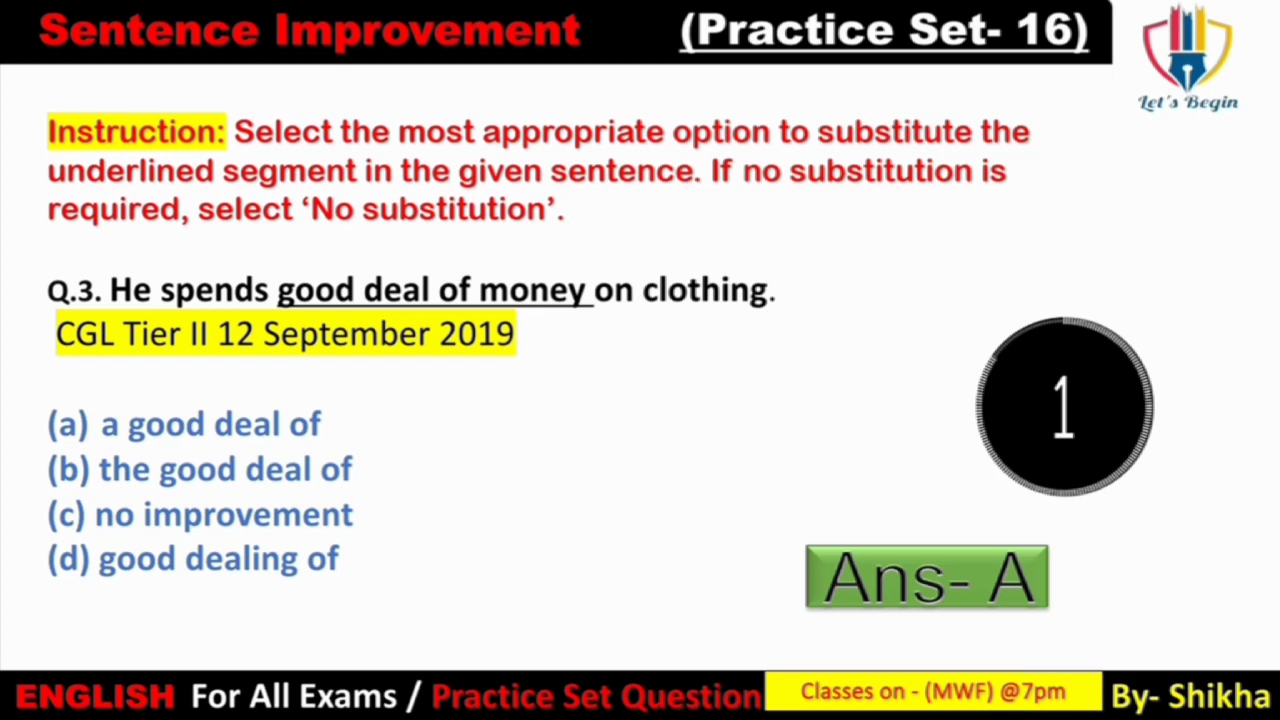 Sentence Improvement (Practice Set- 16)
Let's Begin
Instruction: Select the most appropriate option to substitute the
underlined segment in the given sentence. If no substitution is
required, select ‘No substitution’.
Q.3. He spends good deal of money on clothing.
CGL Tier II 12 September 2019
(a) a good deal of
(b) the good deal of
(c) no improvement
(d) good dealing of
1
Ans- A
ENGLISH For All Exams / Practice Set Question Classes on - (MWF) @7pm By- Shikha